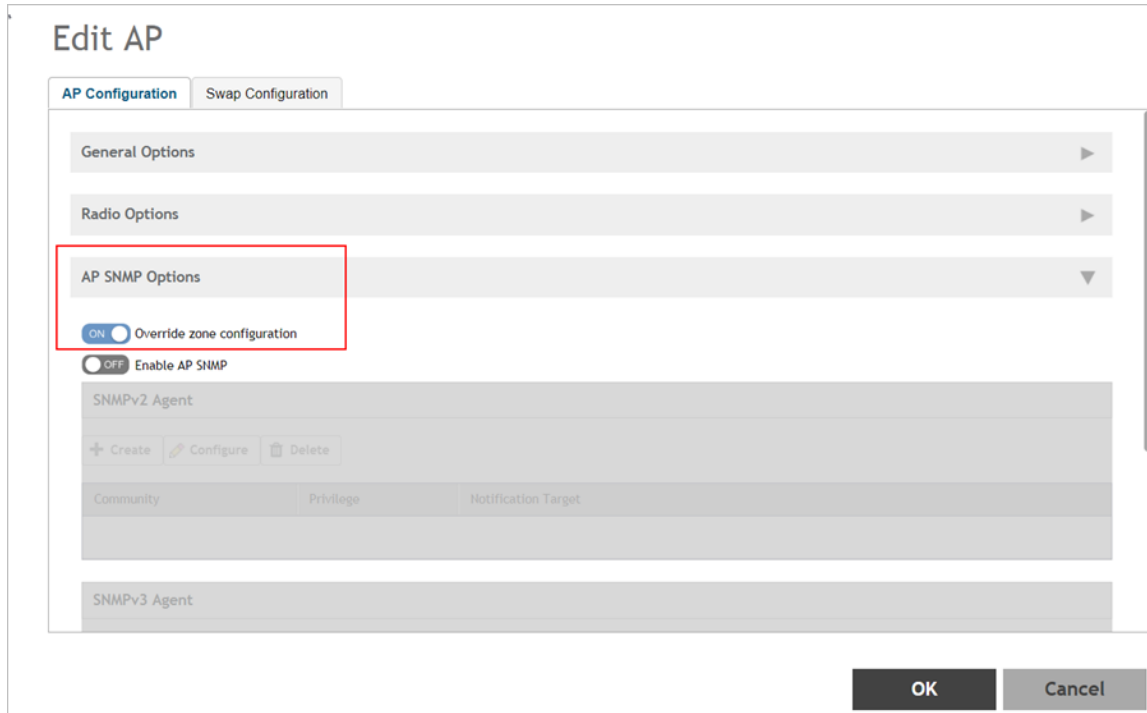 Edit AP
AP Configuration Swap Configuration
General Options
Radio Options
AP SNMP Options
ON Override zone configuration
OFF Enable AP SNMP
SNMPv2 Agent
Create Configure Delete
Community Privilege Notification Target
SNMPv3 Agent
OK Cancel